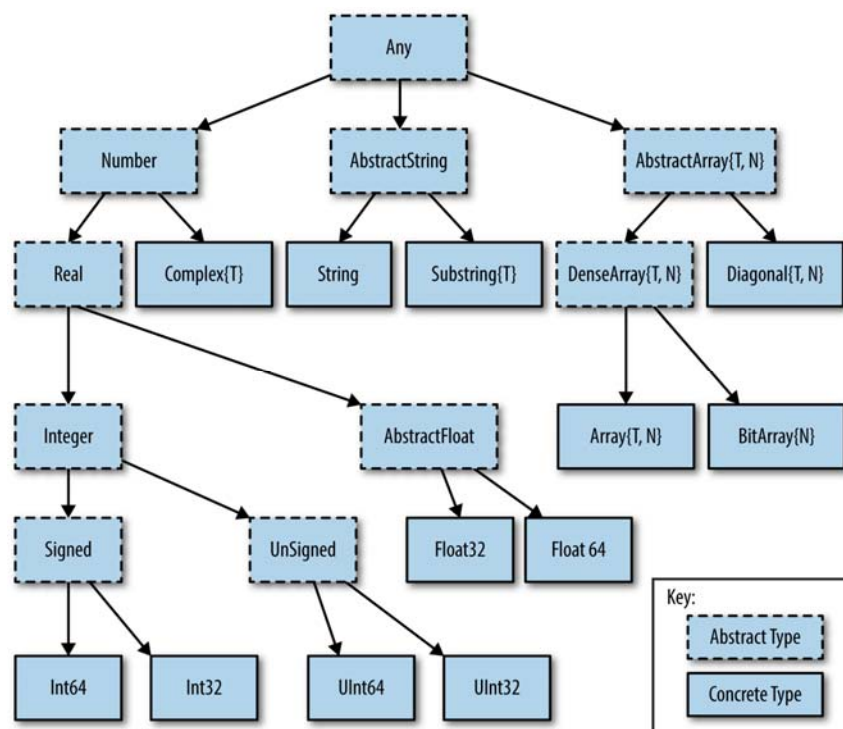 Any
Number
AbstractString
AbstractArray{T, N}
Real
Complex{T}
String
Substring{T}
DenseArray{T, N}
Diagonal{T, N}
Integer
AbstractFloat
Array{T, N}
BitArray{N}
Signed
UnSigned
Float32
Float 64
Key:
Abstract Type
Int64
Int32
UInt64
UInt32
Concrete Type